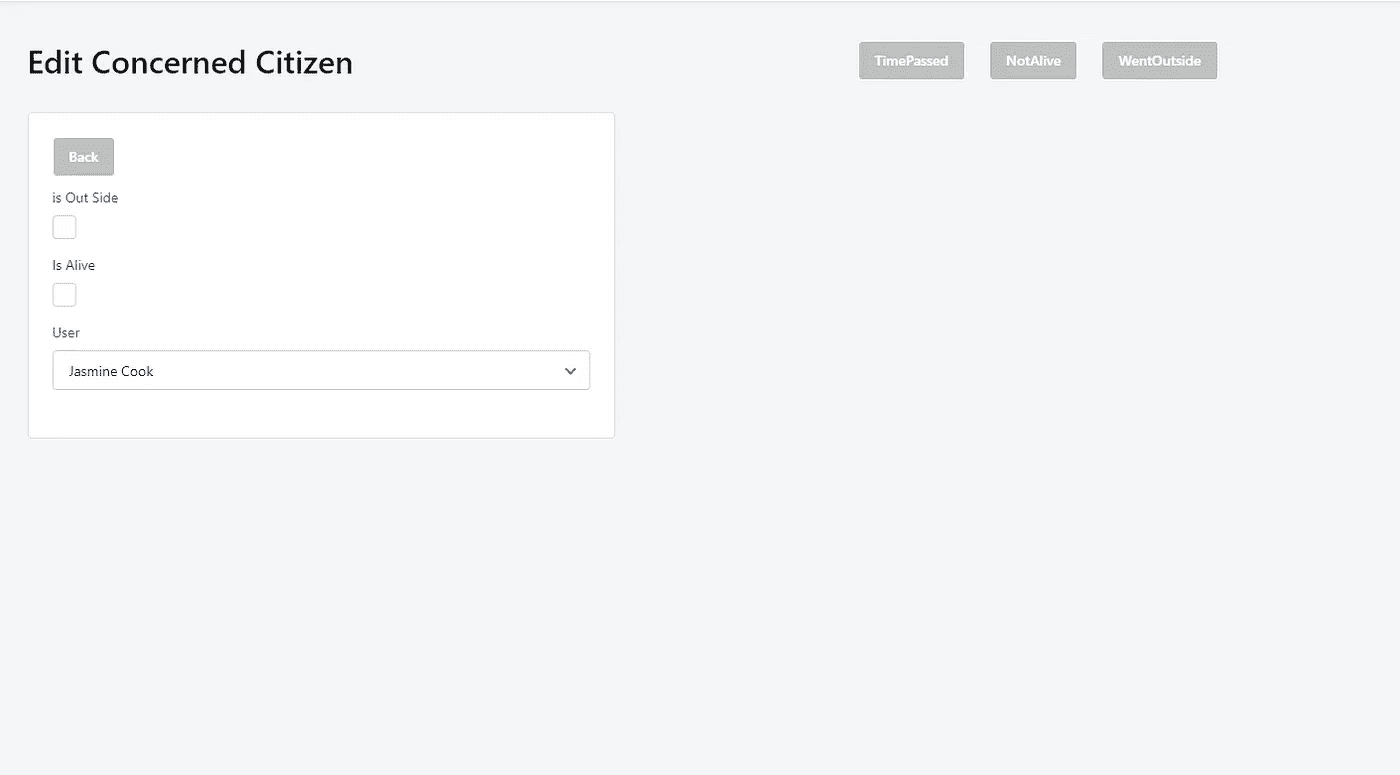 Edit Concerned Citizen
TimePassed
NotAlive
WentOutside
Back
is Out Side
Is Alive
User
Jasmine Cook